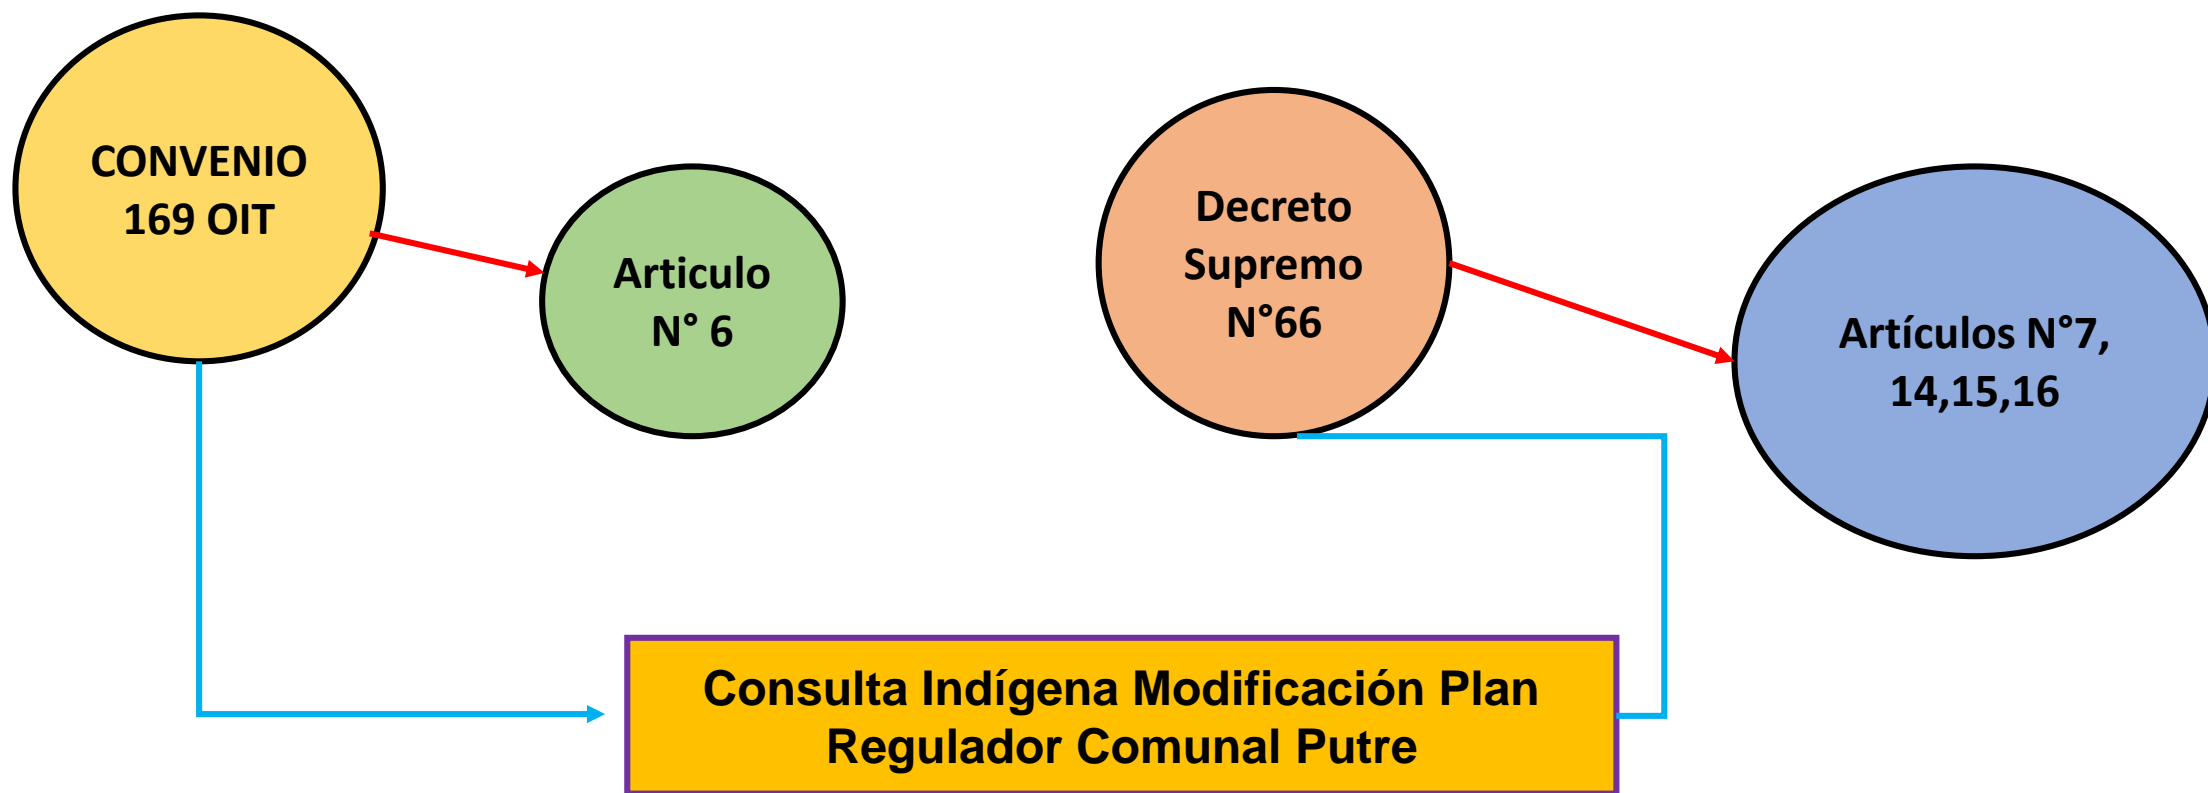 CONVENIO
169 OIT
Articulo
N° 6
Decreto
Supremo
N°66
Artículos N°7,
14,15,16
Consulta Indígena Modificación Plan
Regulador Comunal Putre